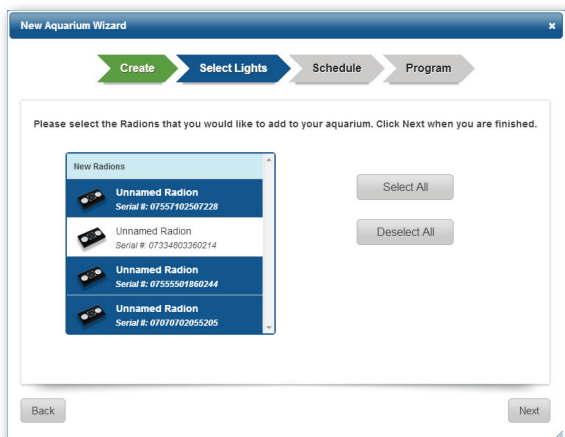 New Aquarium Wizard
×
Create
Select Lights
Schedule
Program
Please select the Radions that you would like to add to your aquarium. Click Next when you are finished.
New Radions
Unnamed Radion
Serial #: 07557102507228
Unnamed Radion
Serial #: 07334803360214
Unnamed Radion
Serial #: 07555501860244
Unnamed Radion
Serial #: 07070702055205
Select All
Deselect All
Back
Next